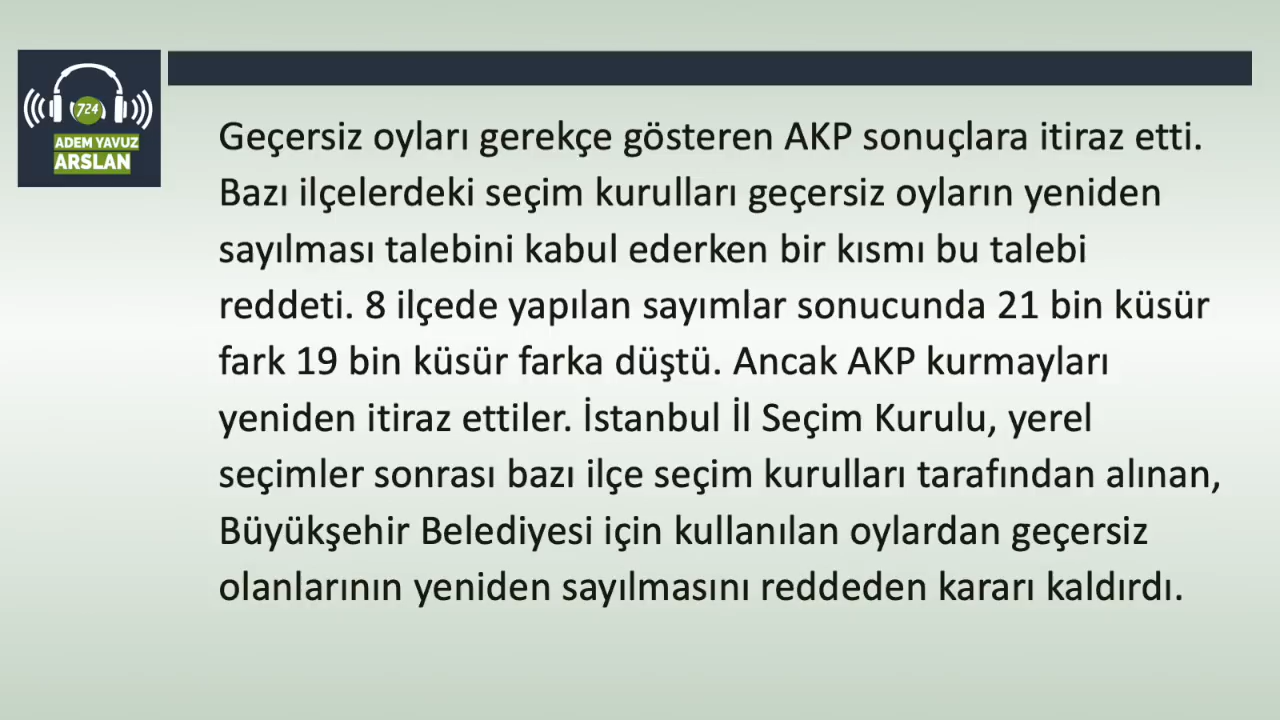 724
ADEM YAVUZ
ARSLAN
Geçersiz oyları gerekçe gösteren AKP sonuçlara itiraz etti.
Bazı ilçelerdeki seçim kurulları geçersiz oyların yeniden
sayılması talebini kabul ederken bir kısmı bu talebi
reddeti. 8 ilçede yapılan sayımlar sonucunda 21 bin küsür
fark 19 bin küsür farka düştü. Ancak AKP kurmayları
yeniden itiraz ettiler. İstanbul İl Seçim Kurulu, yerel
seçimler sonrası bazı ilçe seçim kurulları tarafından alınan,
Büyükşehir Belediyesi için kullanılan oylardan geçersiz
olanlarının yeniden sayılmasını reddeden kararı kaldırdı.